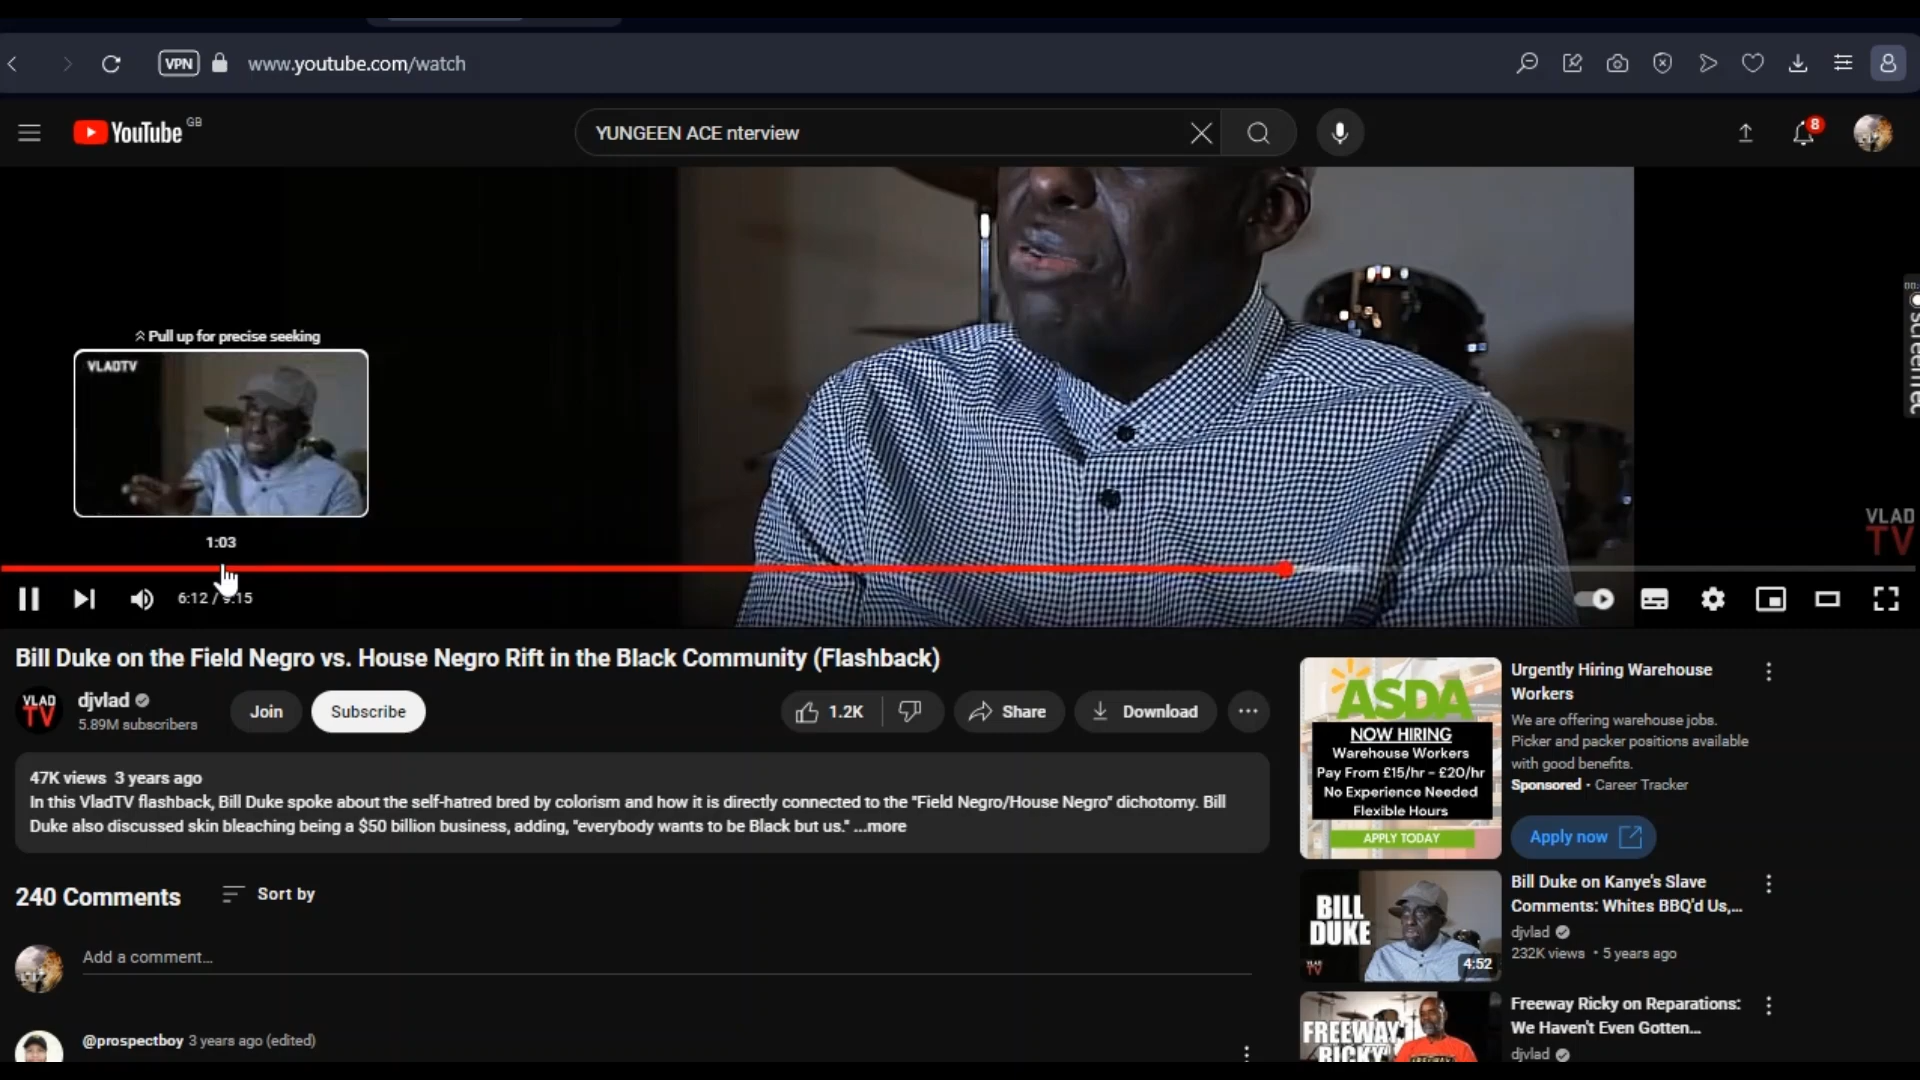 VPN
www.youtube.com/watch
YouTube GB
YUNGEEN ACE nterview
8
Pull up for precise seeking
VLADTV
1:03
VLAD
TV
6:12 / 9:15
Bill Duke on the Field Negro vs. House Negro Rift in the Black Community (Flashback)
VLAD
TV
djvlad
5.89M subscribers
Join
Subscribe
1.2K
Share
Download
47K views 3 years ago
In this VladTV flashback, Bill Duke spoke about the self-hatred bred by colorism and how it is directly connected to the "Field Negro/House Negro" dichotomy. Bill
Duke also discussed skin bleaching being a $50 billion business, adding, "everybody wants to be Black but us." ...more
240 Comments
Sort by
Add a comment...
@prospectboy 3 years ago (edited)
ASDA
NOW HIRING
Warehouse Workers
Pay From £15/hr - £20/hr
No Experience Needed
Flexible Hours
APPLY TODAY
Urgently Hiring Warehouse
Workers
We are offering warehouse jobs.
Picker and packer positions available
with good benefits.
Sponsored · Career Tracker
Apply now
BILL
DUKE
4:52
Bill Duke on Kanye's Slave
Comments: Whites BBQ'd Us,...
djvlad
232K views • 5 years ago
FREEWAY
RICKY
Freeway Ricky on Reparations:
We Haven't Even Gotten...
djvlad